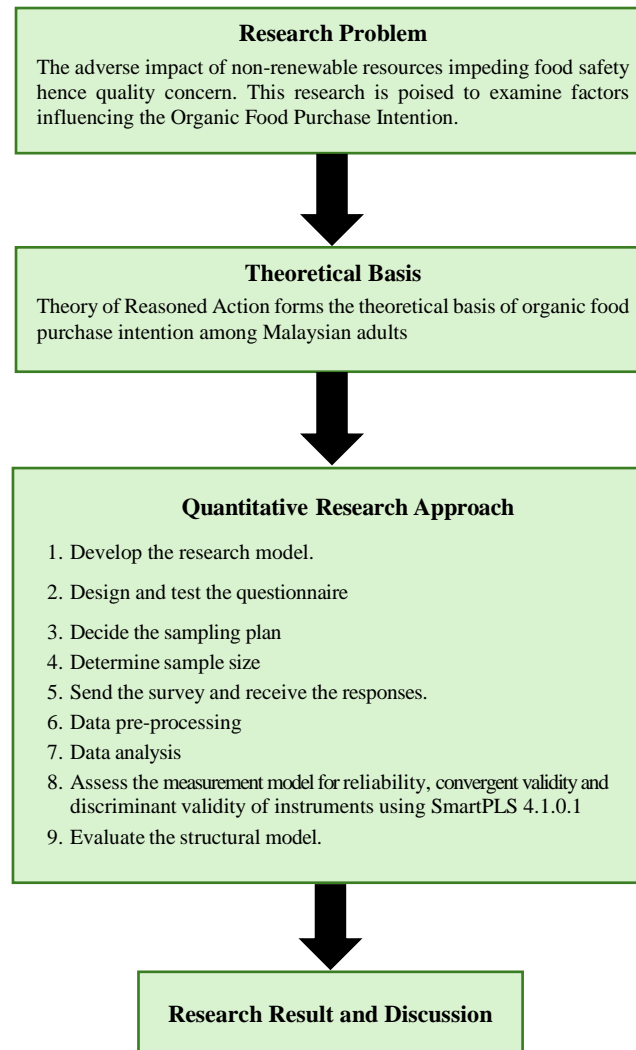 Research Problem
The adverse impact of non-renewable resources impeding food safety
hence quality concern. This research is poised to examine factors
influencing the Organic Food Purchase Intention.
Theoretical Basis
Theory of Reasoned Action forms the theoretical basis of organic food
purchase intention among Malaysian adults
Quantitative Research Approach
1. Develop the research model.
2. Design and test the questionnaire
3. Decide the sampling plan
4. Determine sample size
5. Send the survey and receive the responses.
6. Data pre-processing
7. Data analysis
8. Assess the measurement model for reliability, convergent validity and
discriminant validity of instruments using SmartPLS 4.1.0.1
9. Evaluate the structural model.
Research Result and Discussion